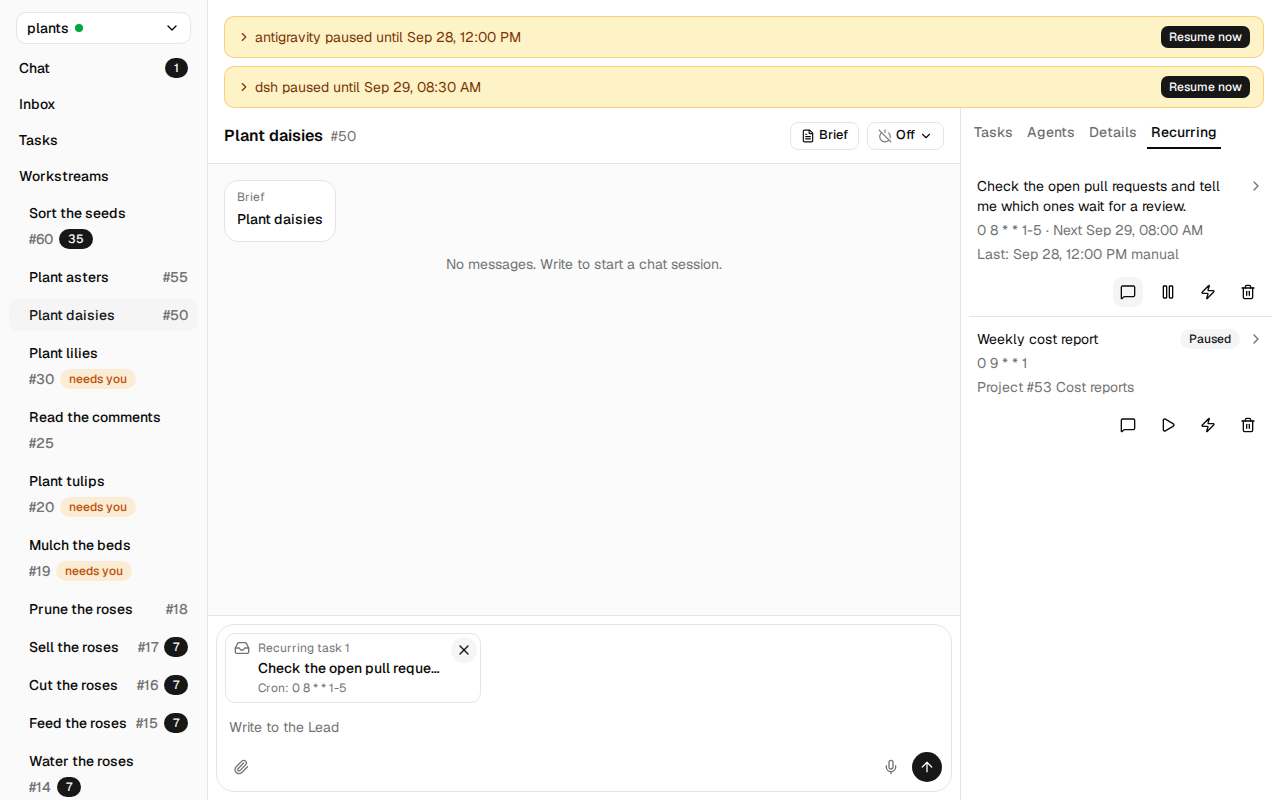 plants
Chat
1
Inbox
Tasks
Workstreams
Sort the seeds
#60 35
Plant asters #55
Plant daisies #50
Plant lilies
#30 needs you
Read the comments
#25
Plant tulips
#20 needs you
Mulch the beds
#19 needs you
Prune the roses #18
Sell the roses #17 7
Cut the roses #16 7
Feed the roses #15 7
Water the roses
#14 7
antigravity paused until Sep 28, 12:00 PM
Resume now
dsh paused until Sep 29, 08:30 AM
Resume now
Plant daisies #50
Brief
Off
Brief
Plant daisies
No messages. Write to start a chat session.
Recurring task 1
Check the open pull reque...
Cron: 0 8 * * 1-5
Write to the Lead
Tasks Agents Details Recurring
Check the open pull requests and tell
me which ones wait for a review.
0 8 * * 1-5 · Next Sep 29, 08:00 AM
Last: Sep 28, 12:00 PM manual
Weekly cost report Paused
0 9 * * 1
Project #53 Cost reports